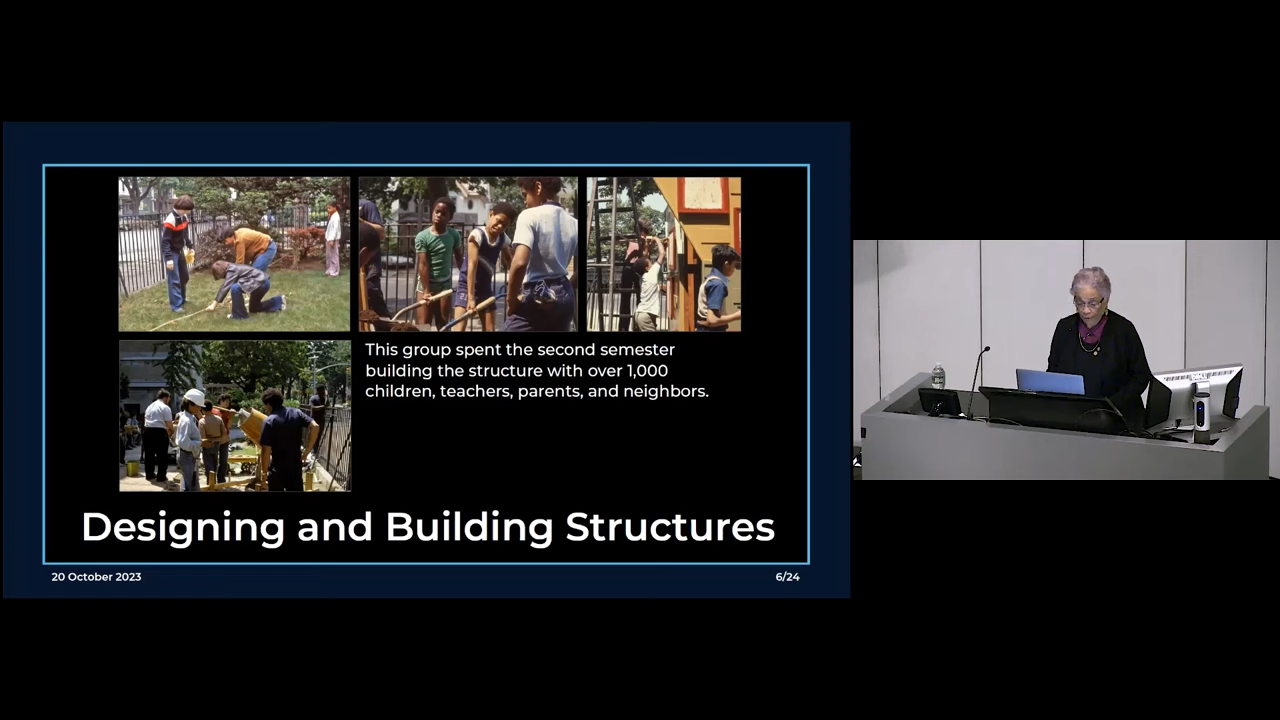 This group spent the second semester
building the structure with over 1,000
children, teachers, parents, and neighbors.
Designing and Building Structures
20 October 2023
6/24
DELL